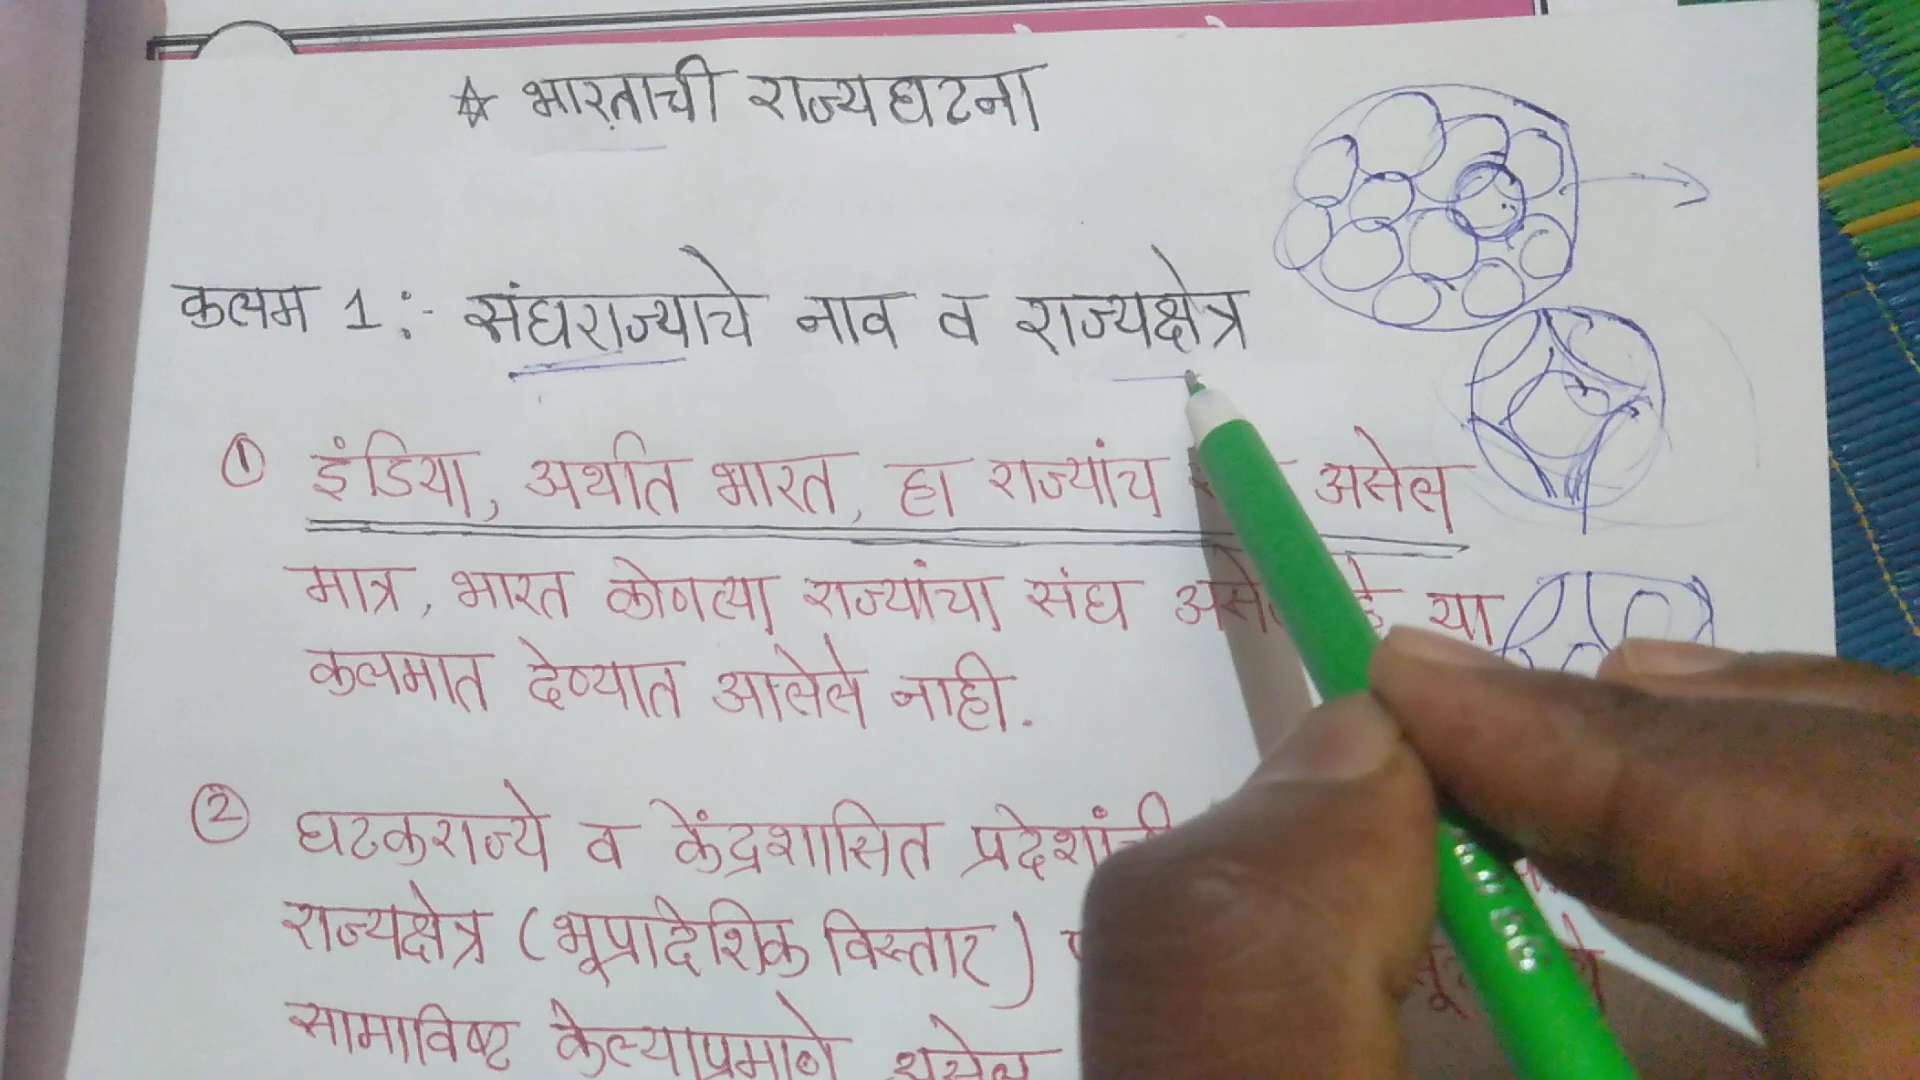 ☆ भारताची राज्यघटना
कलम 1 :- संघराज्याचे नाव व राज्यक्षेत्र
① इंडिया, अर्थात भारत, हा राज्यांचा असेल
मात्र, भारत कोणत्या राज्यांचा संघ हे या
कलमात देण्यात आलेले नाही.
② घटकराज्ये व केंद्रशासित प्रदेशांची
राज्यक्षेत्र (भूप्रादेशिक विस्तार)
सामाविष्ट केल्याप्रमाणे असेल